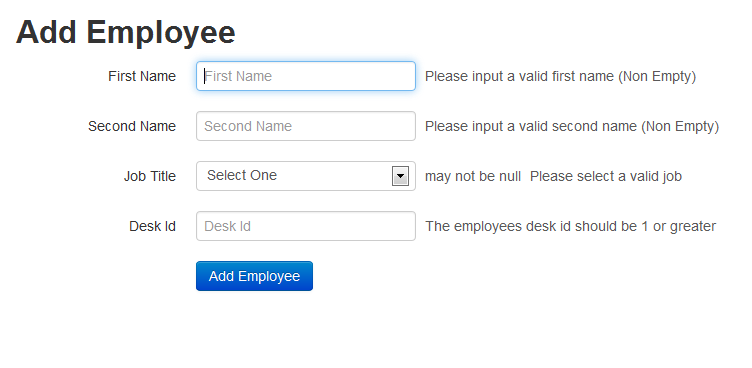 Add Employee
First Name First Name Please input a valid first name (Non Empty)
Second Name Second Name Please input a valid second name (Non Empty)
Job Title Select One may not be null Please select a valid job
Desk Id Desk Id The employees desk id should be 1 or greater
Add Employee